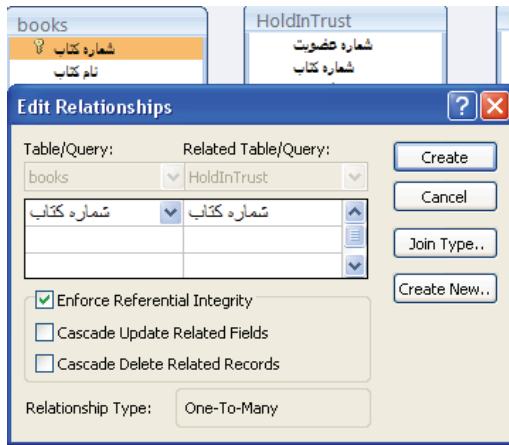 books
شماره کتاب
نام کتاب
HoldInTrust
شماره عضویت
شماره کتاب
Edit Relationships
Table/Query:
Related Table/Query:
books
HoldInTrust
شماره کتاب
شماره کتاب
Enforce Referential Integrity
Cascade Update Related Fields
Cascade Delete Related Records
Relationship Type:
One-To-Many
Create
Cancel
Join Type..
Create New..